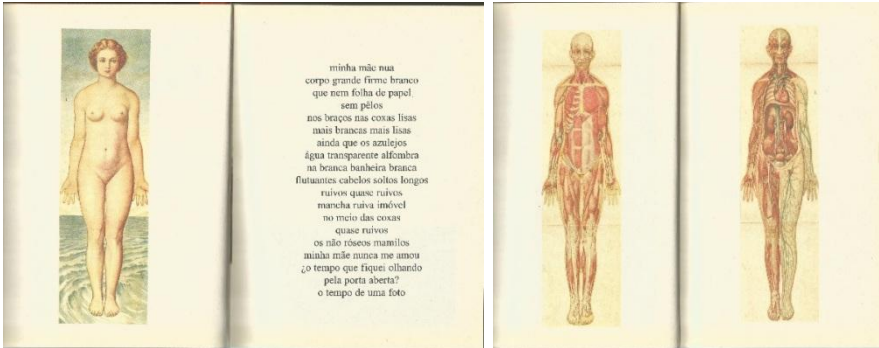 minha mãe nua
corpo grande firme branco
que nem folha de papel
sem pêlos
nos braços nas coxas lisas
mais brancas mais lisas
ainda que os azulejos
água transparente alfombra
na branca banheira branca
flutuantes cabelos soltos longos
ruivos quase ruivos
mancha ruiva imóvel
no meio das coxas
quase ruivos
os não róseos mamilos
minha mãe nunca me amou
¿o tempo que fiquei olhando
pela porta aberta?
o tempo de uma foto